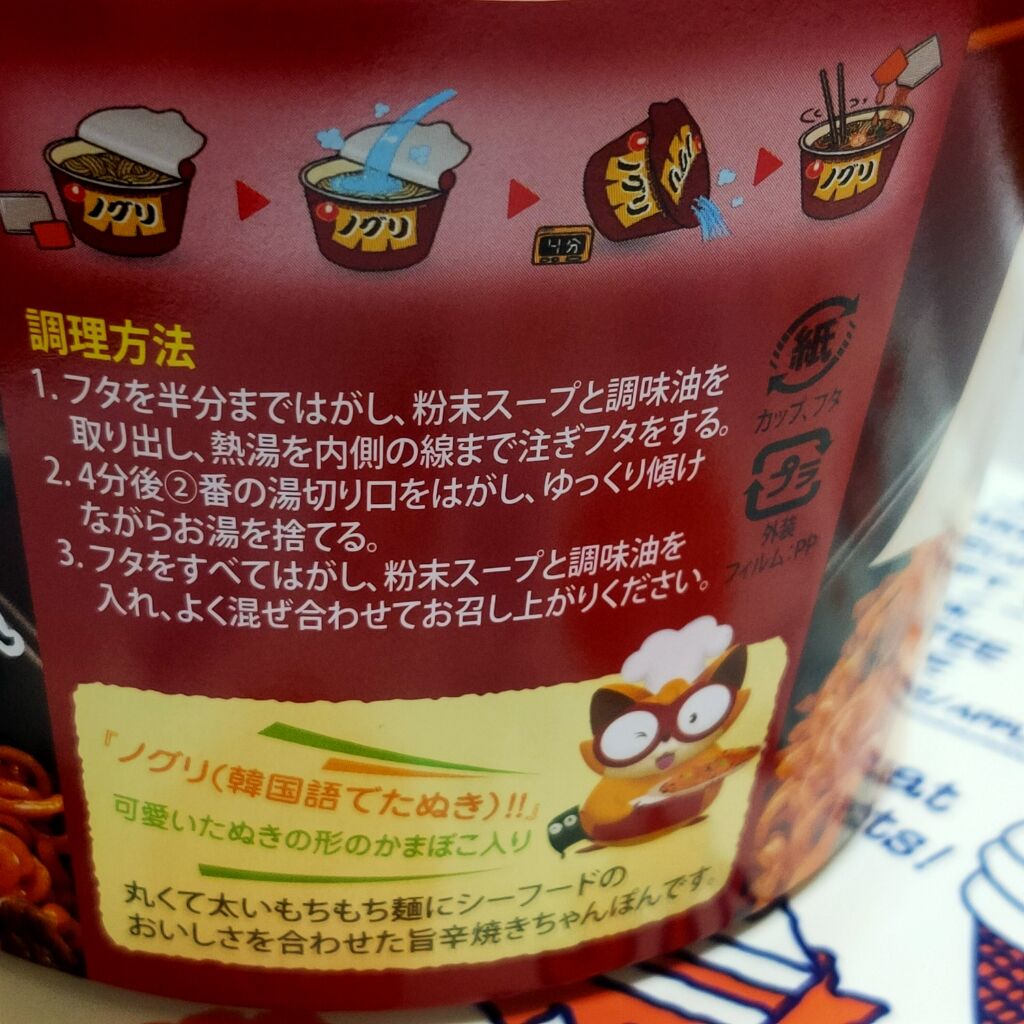 ノグリ
ノグリ
ノグリ
ノグリ
ノグリ
4分
調理方法
1. フタを半分まではがし、粉末スープと調味油を
取り出し、熱湯を内側の線まで注ぎフタをする。
2. 4分後②番の湯切り口をはがし、ゆっくり傾け
ながらお湯を捨てる。
3. フタをすべてはがし、粉末スープと調味油を
入れ、よく混ぜ合わせてお召し上がりください。
紙
カップ、フタ
プラ
外装
フィルム:PP
『ノグリ(韓国語でたぬき)!!』
可愛いたぬきの形のかまぼこ入り
丸くて太いもちもち麺にシーフードの
おいしさを合わせた旨辛焼きちゃんぽんです。